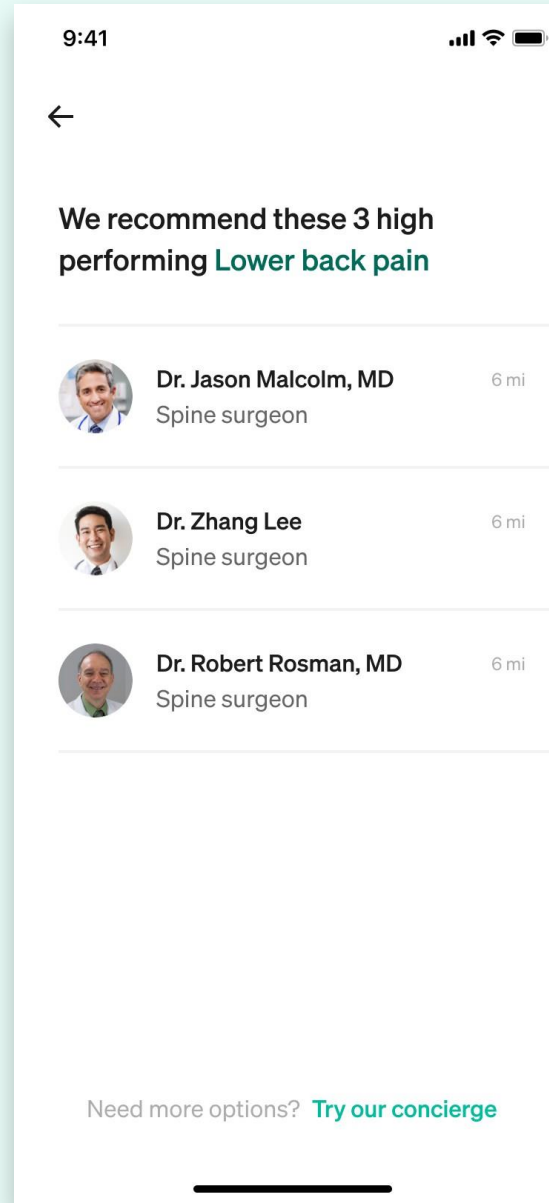 9:41
We recommend these 3 high
performing Lower back pain
Dr. Jason Malcolm, MD
6 mi
Spine surgeon
Dr. Zhang Lee
6 mi
Spine surgeon
Dr. Robert Rosman, MD
6 mi
Spine surgeon
Need more options? Try our concierge